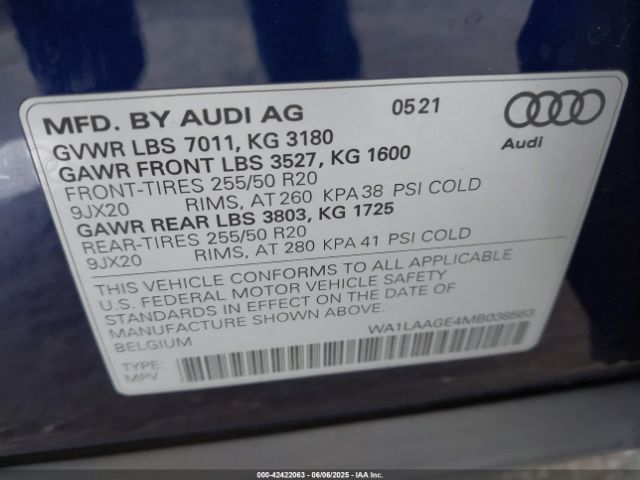 MFD. BY AUDI AG 05 21
GVWR LBS 7011, KG 3180
GAWR FRONT LBS 3527, KG 1600
FRONT-TIRES 255/50 R20
9JX20 RIMS, AT 260 KPA 38 PSI COLD
GAWR REAR LBS 3803, KG 1725
REAR-TIRES 255/50 R20
9JX20 RIMS, AT 280 KPA 41 PSI COLD
Audi
THIS VEHICLE CONFORMS TO ALL APPLICABLE
U.S. FEDERAL MOTOR VEHICLE SAFETY
STANDARDS IN EFFECT ON THE DATE OF
MANUFACTURE SHOWN ABOVE.
BELGIUM
WA1LAAGE4MB038563
TYPE:
MPV
000-42422063 - 06/06/2025 - IAAI Inc.